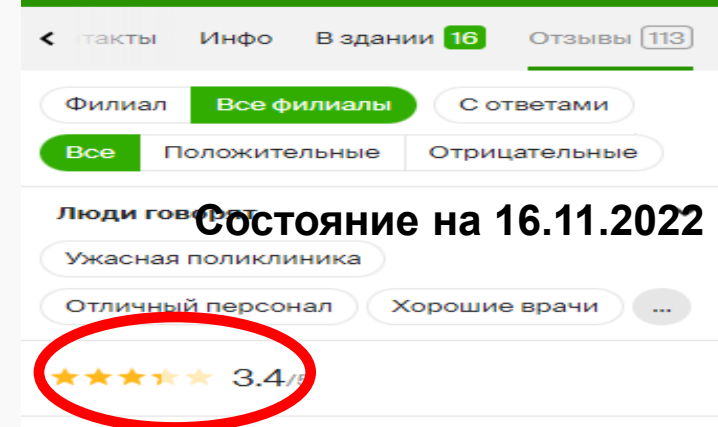 такты Инфо В здании 16 Отзывы 113
Филиал Все филиалы С ответами
Все Положительные Отрицательные
Люди говорят
Состояние на 16.11.2022
Ужасная поликлиника
Отличный персонал Хорошие врачи ...
3.4/5